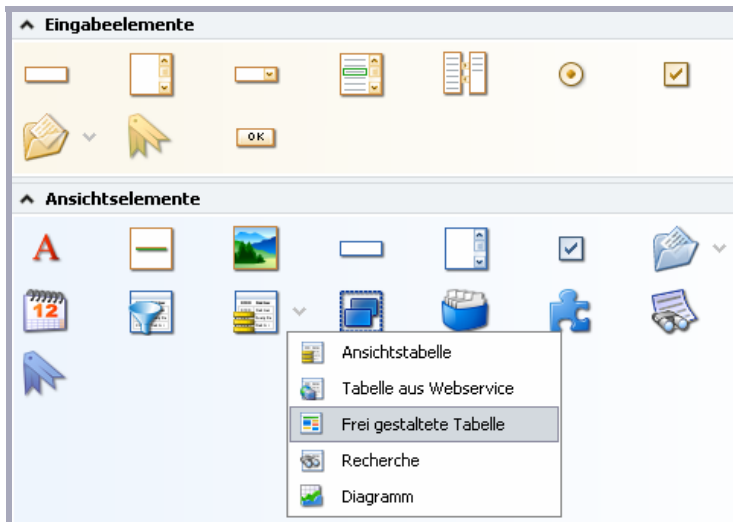 Eingabeelemente
OK
Ansichtselemente
A
12
Ansichtstabelle
Tabelle aus Webservice
Frei gestaltete Tabelle
Recherche
Diagramm